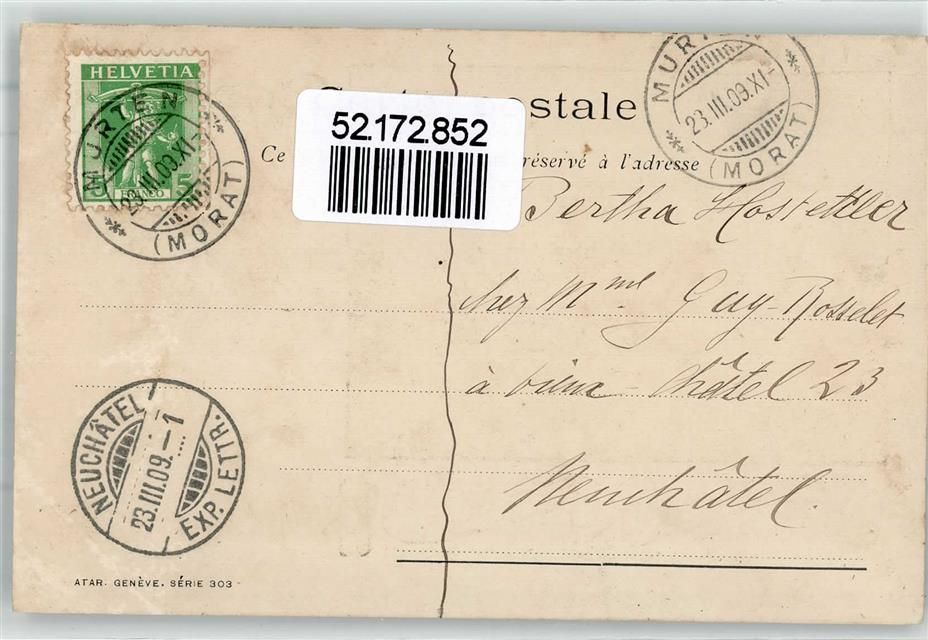 HELVETIA
5
FRANCO
MURTEN
23.III.09.XI-
(MORAT)
MURTEN
23.III.09.XI-
(MORAT)
52.172.852
postale
Ce
réservé à l'adresse
Bertha Hostettler
chez Mme Guy-Rosselet
à Vieux-Châtel 23
Neuchâtel.
NEUCHÂTEL
23.III.09.-1
EXP. LETTR.
ATAR. GENÈVE. SÉRIE 303